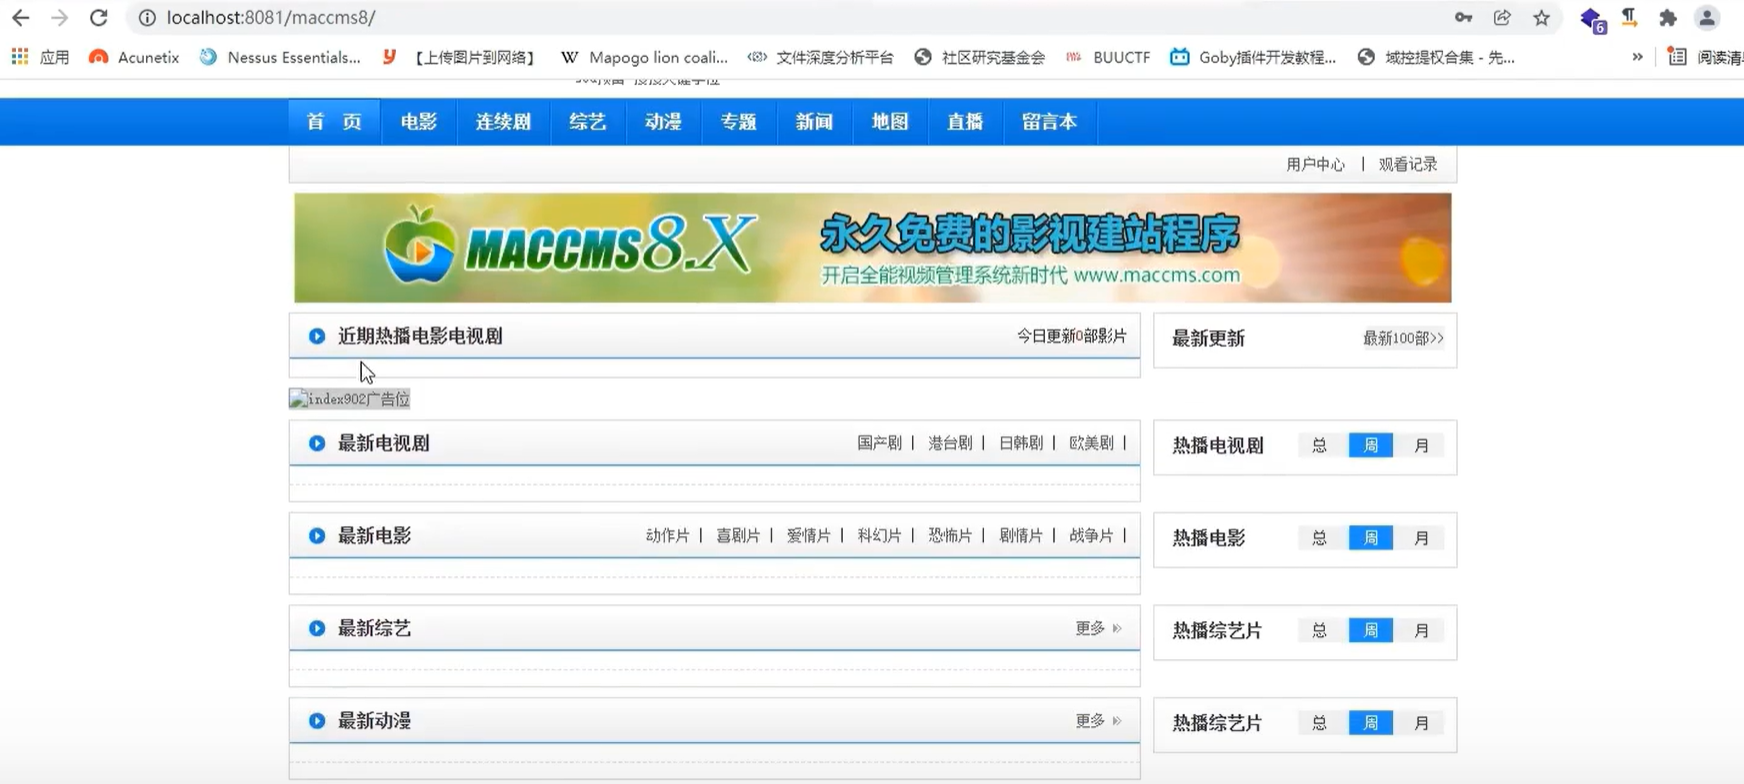 localhost:8081/maccms8/
6
应用 Acunetix Nessus Essentials... 【上传图片到网络】 W Mapogo lion coali... 文件深度分析平台 社区研究基金会 BUUCTF Goby插件开发教程... 域控提权合集 - 先... » 阅读清单
首 页 电影 连续剧 综艺 动漫 专题 新闻 地图 直播 留言本
用户中心 | 观看记录
MACCMS8.X 永久免费的影视建站程序
开启全能视频管理系统新时代 www.maccms.com
近期热播电影电视剧 今日更新0部影片 最新更新 最新100部>>
index902广告位
最新电视剧 国产剧 | 港台剧 | 日韩剧 | 欧美剧 | 热播电视剧 总 周 月
最新电影 动作片 | 喜剧片 | 爱情片 | 科幻片 | 恐怖片 | 剧情片 | 战争片 | 热播电影 总 周 月
最新综艺 更多 热播综艺片 总 周 月
最新动漫 更多 热播综艺片 总 周 月